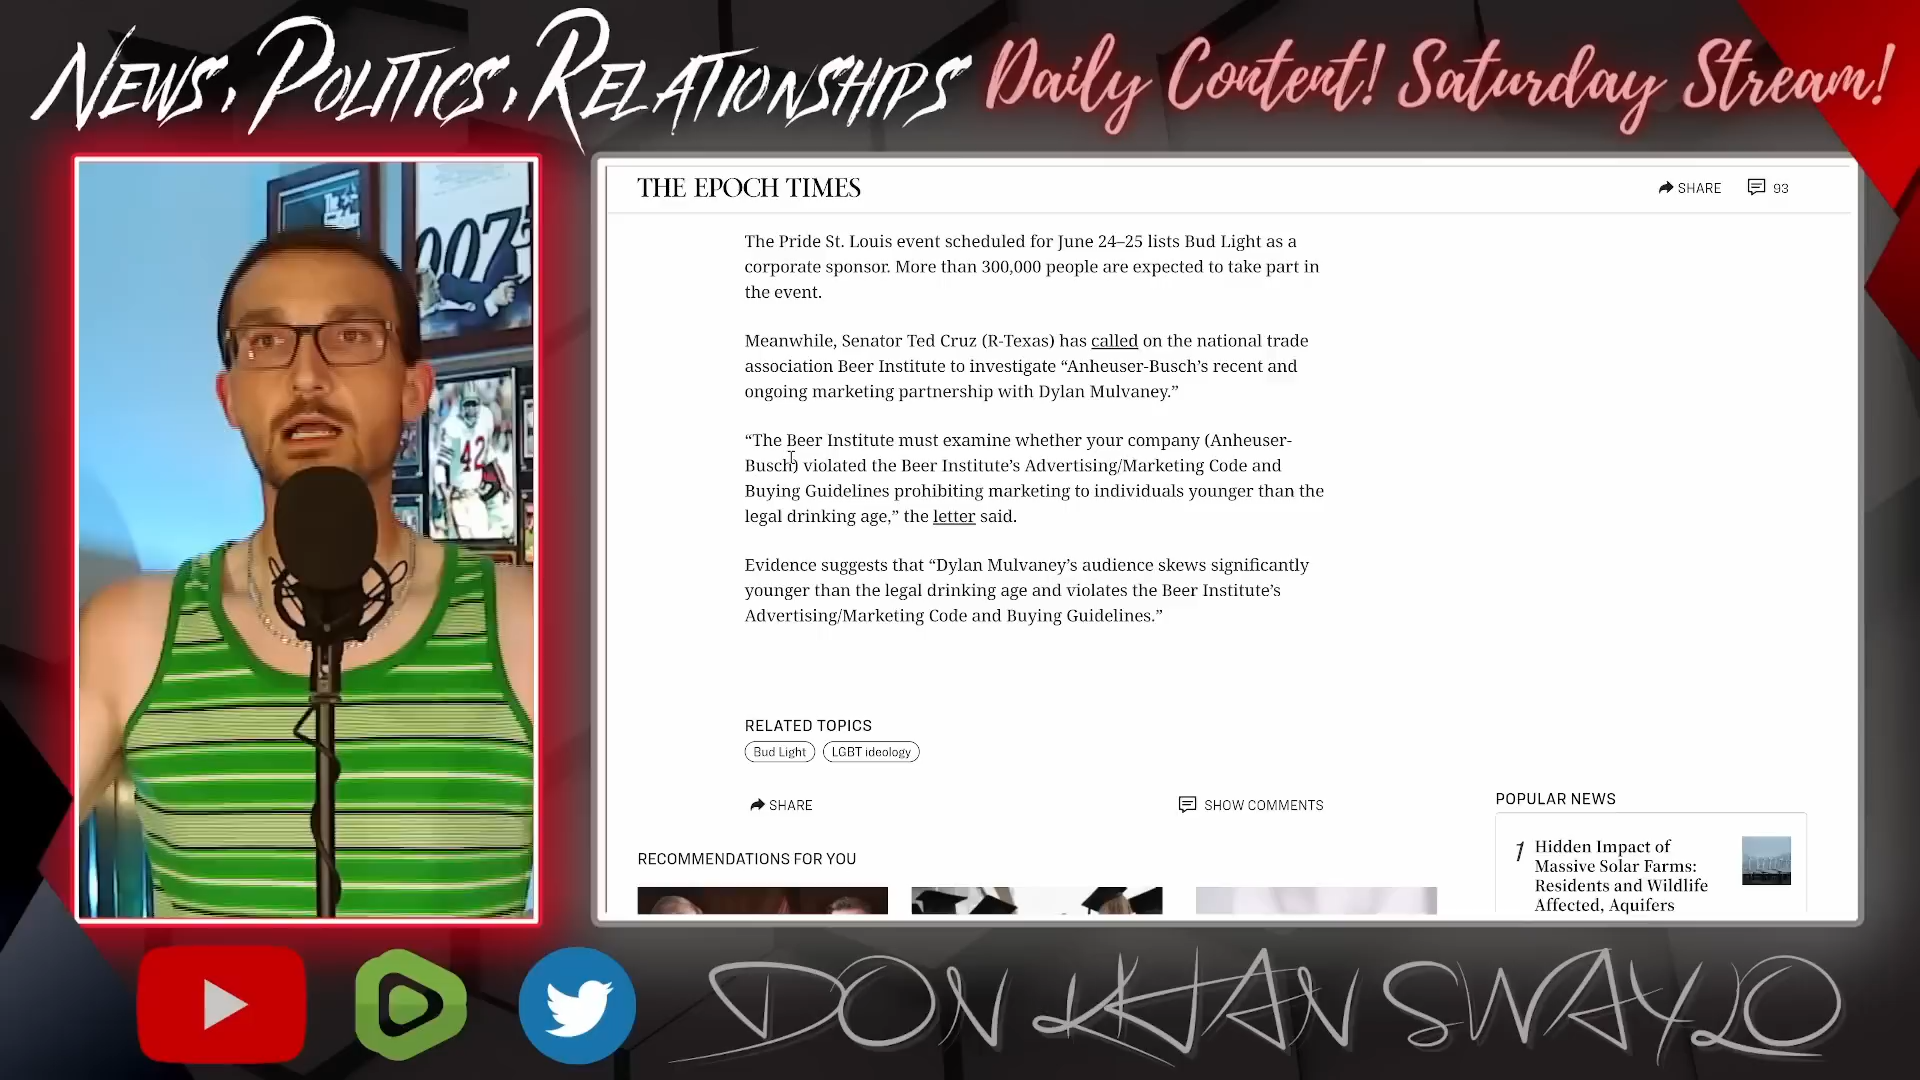 NEWS, POLITICS, RELATIONSHIPS
Daily Content! Saturday Stream!
007
42
THE EPOCH TIMES
SHARE
93
The Pride St. Louis event scheduled for June 24–25 lists Bud Light as a
corporate sponsor. More than 300,000 people are expected to take part in
the event.
Meanwhile, Senator Ted Cruz (R-Texas) has called on the national trade
association Beer Institute to investigate “Anheuser-Busch’s recent and
ongoing marketing partnership with Dylan Mulvaney.”
“The Beer Institute must examine whether your company (Anheuser-
Busch) violated the Beer Institute’s Advertising/Marketing Code and
Buying Guidelines prohibiting marketing to individuals younger than the
legal drinking age,” the letter said.
Evidence suggests that “Dylan Mulvaney’s audience skews significantly
younger than the legal drinking age and violates the Beer Institute’s
Advertising/Marketing Code and Buying Guidelines.”
RELATED TOPICS
Bud Light
LGBT ideology
SHARE
SHOW COMMENTS
RECOMMENDATIONS FOR YOU
POPULAR NEWS
1
Hidden Impact of
Massive Solar Farms:
Residents and Wildlife
Affected, Aquifers
DON KHAN SWAYLO